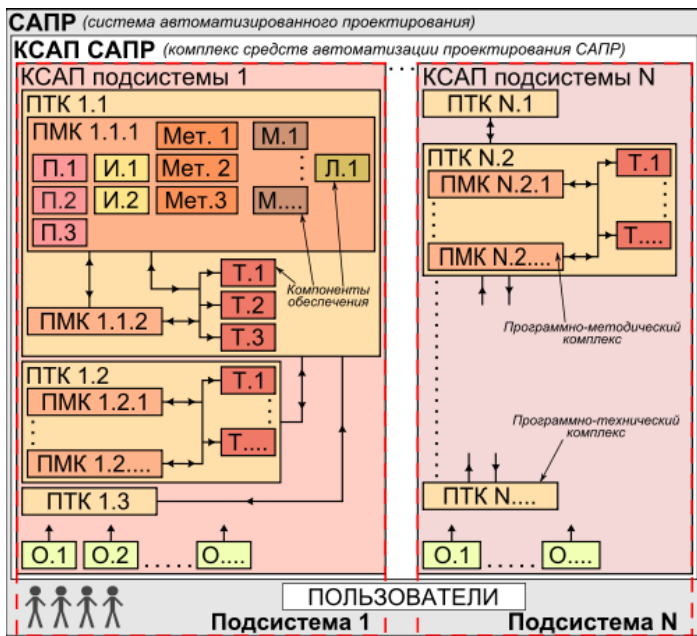 САПР (система автоматизированного проектирования)
КСАП САПР (комплекс средств автоматизации проектирования САПР)
КСАП подсистемы 1
ПТК 1.1
ПМК 1.1.1
Мет. 1
М.1
П.1
И.1
Мет. 2
Л.1
П.2
И.2
Мет.3
М....
П.3
Т.1
Компоненты
обеспечения
ПМК 1.1.2
Т.2
Т.3
ПТК 1.2
ПМК 1.2.1
Т.1
Т....
ПМК 1.2....
ПТК 1.3
О.1
О.2
О....
КСАП подсистемы N
ПТК N.1
ПТК N.2
Т.1
ПМК N.2.1
Т....
ПМК N.2....
Программно-методический
комплекс
Программно-технический
комплекс
ПТК N....
О.1
О....
ПОЛЬЗОВАТЕЛИ
Подсистема 1
Подсистема N